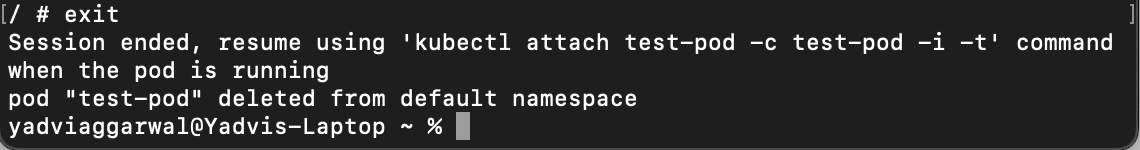 [/ # exit ]
Session ended, resume using 'kubectl attach test-pod -c test-pod -i -t' command
when the pod is running
pod "test-pod" deleted from default namespace
yadviaggarwal@Yadvis-Laptop ~ %